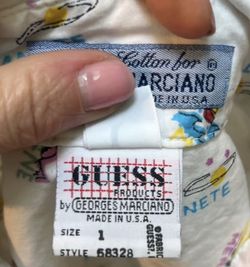 Cotton for ®
MARCIANO
MADE IN U.S.A
GUESS
PRODUCTS
by GEORGES MARCIANO
MADE IN U.S.A.
SIZE 1
STYLE 68328
NETE